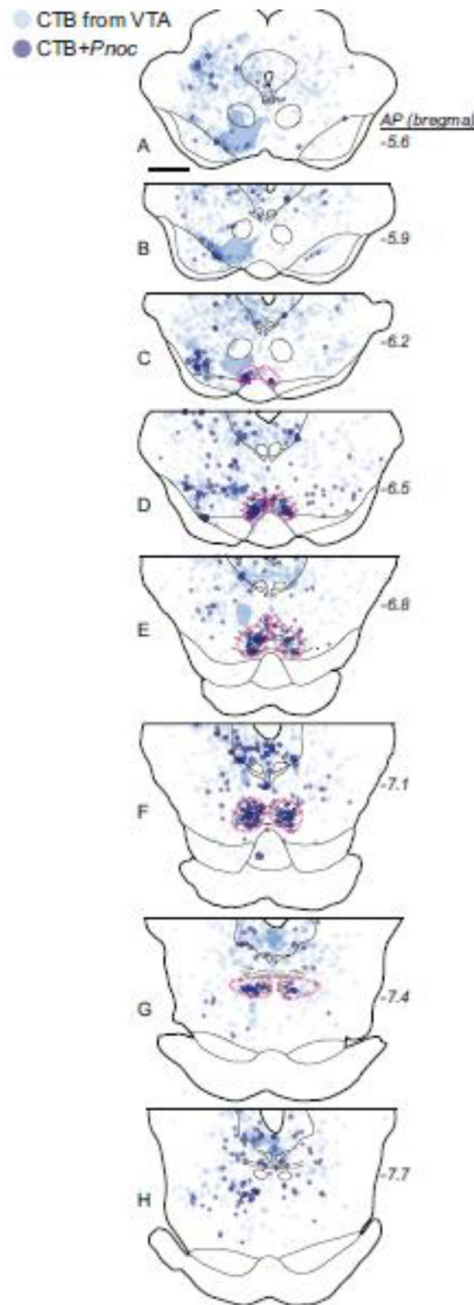 CTB from VTA
CTB+Pnoc
AP (bregma)
A
-5.6
B
-5.9
C
-6.2
D
-6.5
E
-6.8
F
-7.1
G
-7.4
H
-7.7